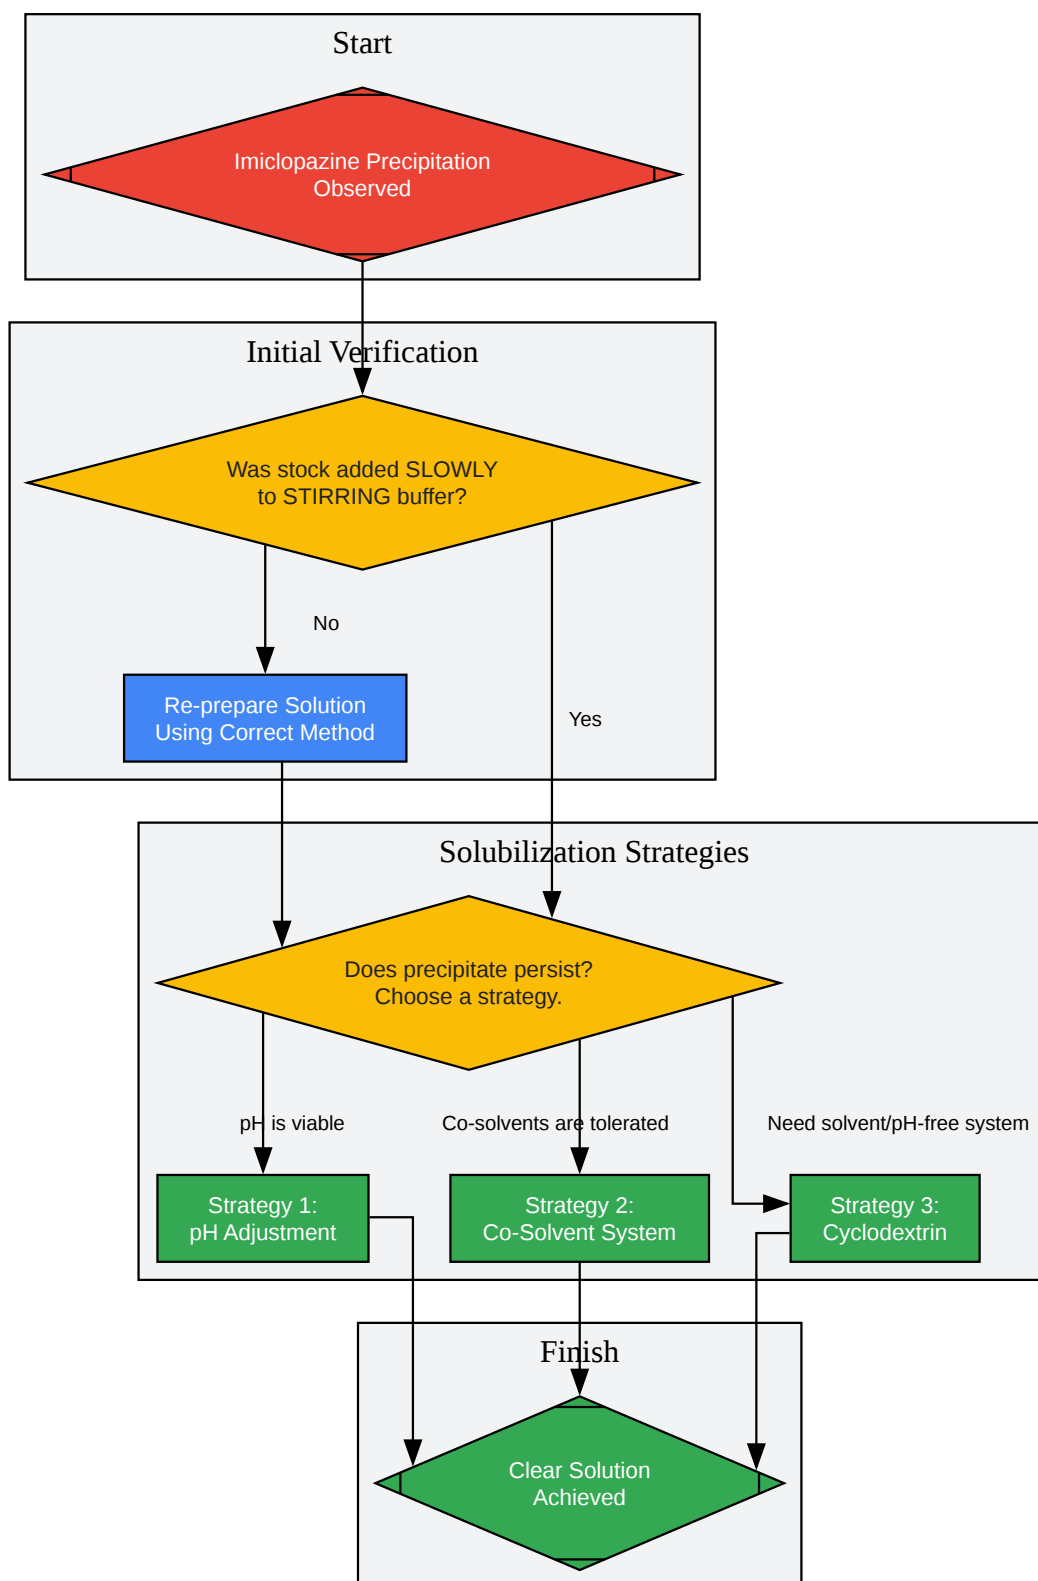 Start
Imiclopazine Precipitation
Observed
Initial Verification
Was stock added SLOWLY
to STIRRING buffer?
No
Re-prepare Solution
Using Correct Method
Yes
Solubilization Strategies
Does precipitate persist?
Choose a strategy.
pH is viable
Co-solvents are tolerated
Need solvent/pH-free system
Strategy 1:
pH Adjustment
Strategy 2:
Co-Solvent System
Strategy 3:
Cyclodextrin
Finish
Clear Solution
Achieved